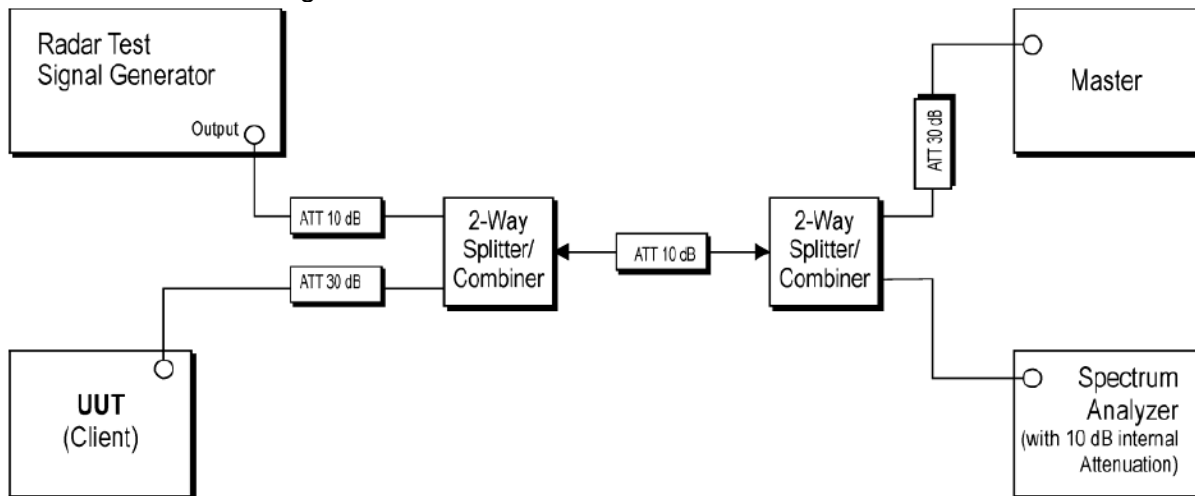 Radar Test
Signal Generator
Output
ATT 10 dB
2-Way
Splitter/
Combiner
ATT 30 dB
ATT 10 dB
2-Way
Splitter/
Combiner
ATT 30 dB
Master
UUT
(Client)
Spectrum
Analyzer
(with 10 dB internal
Attenuation)